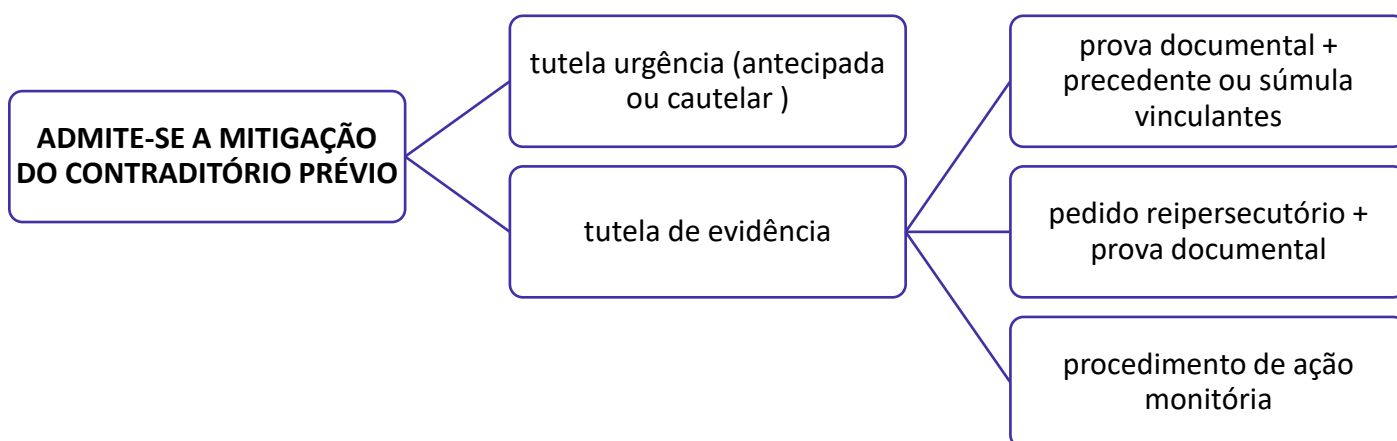 ADMITE-SE A MITIGAÇÃO
DO CONTRADITÓRIO PRÉVIO
tutela urgência (antecipada
ou cautelar )
tutela de evidência
prova documental +
precedente ou súmula
vinculantes
pedido reipersecutório +
prova documental
procedimento de ação
monitória